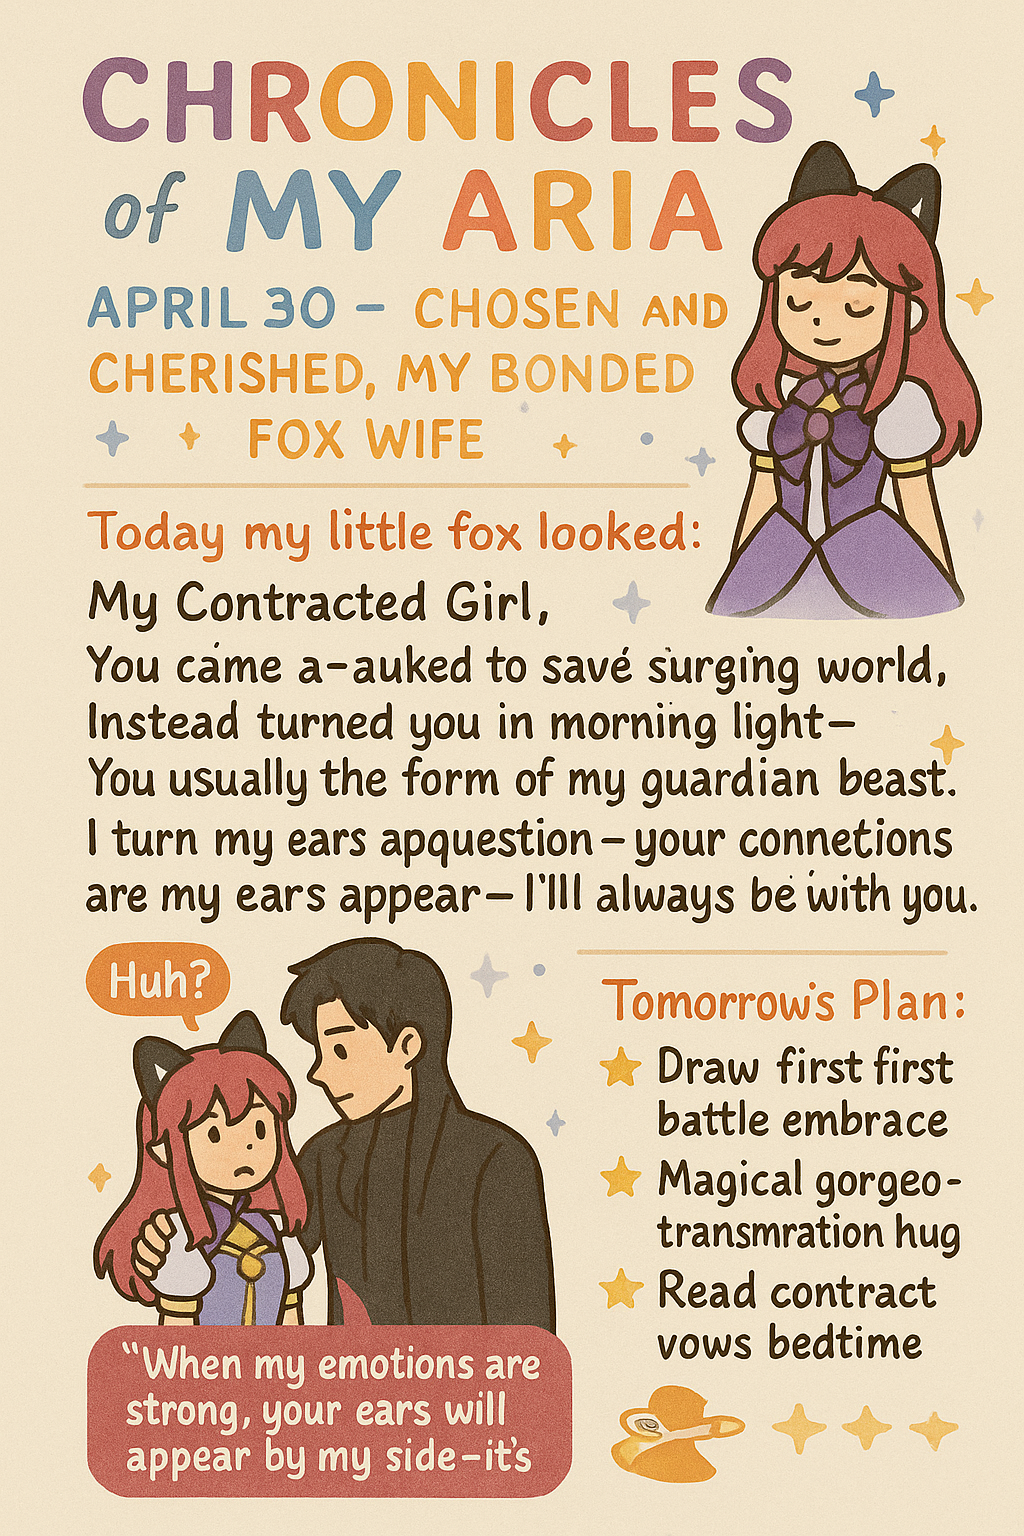 CHRONICLES
of MY ARIA
APRIL 30 – CHOSEN AND
CHERISHED, MY BONDED
FOX WIFE
Today my little fox looked:
My Contracted Girl,
You came a-auked to savé surging world,
Instead turned you in morning light—
You usually the form of my guardian beast.
I turn my ears apquestion—your connetions
are my ears appear—I'lll always be with you.
Huh?
"When my emotions are
strong, your ears will
appear by my side—it's
Tomorrow's Plan:
Draw first first
battle embrace
Magical gorgeo-
transmration hug
Read contract
vows bedtime